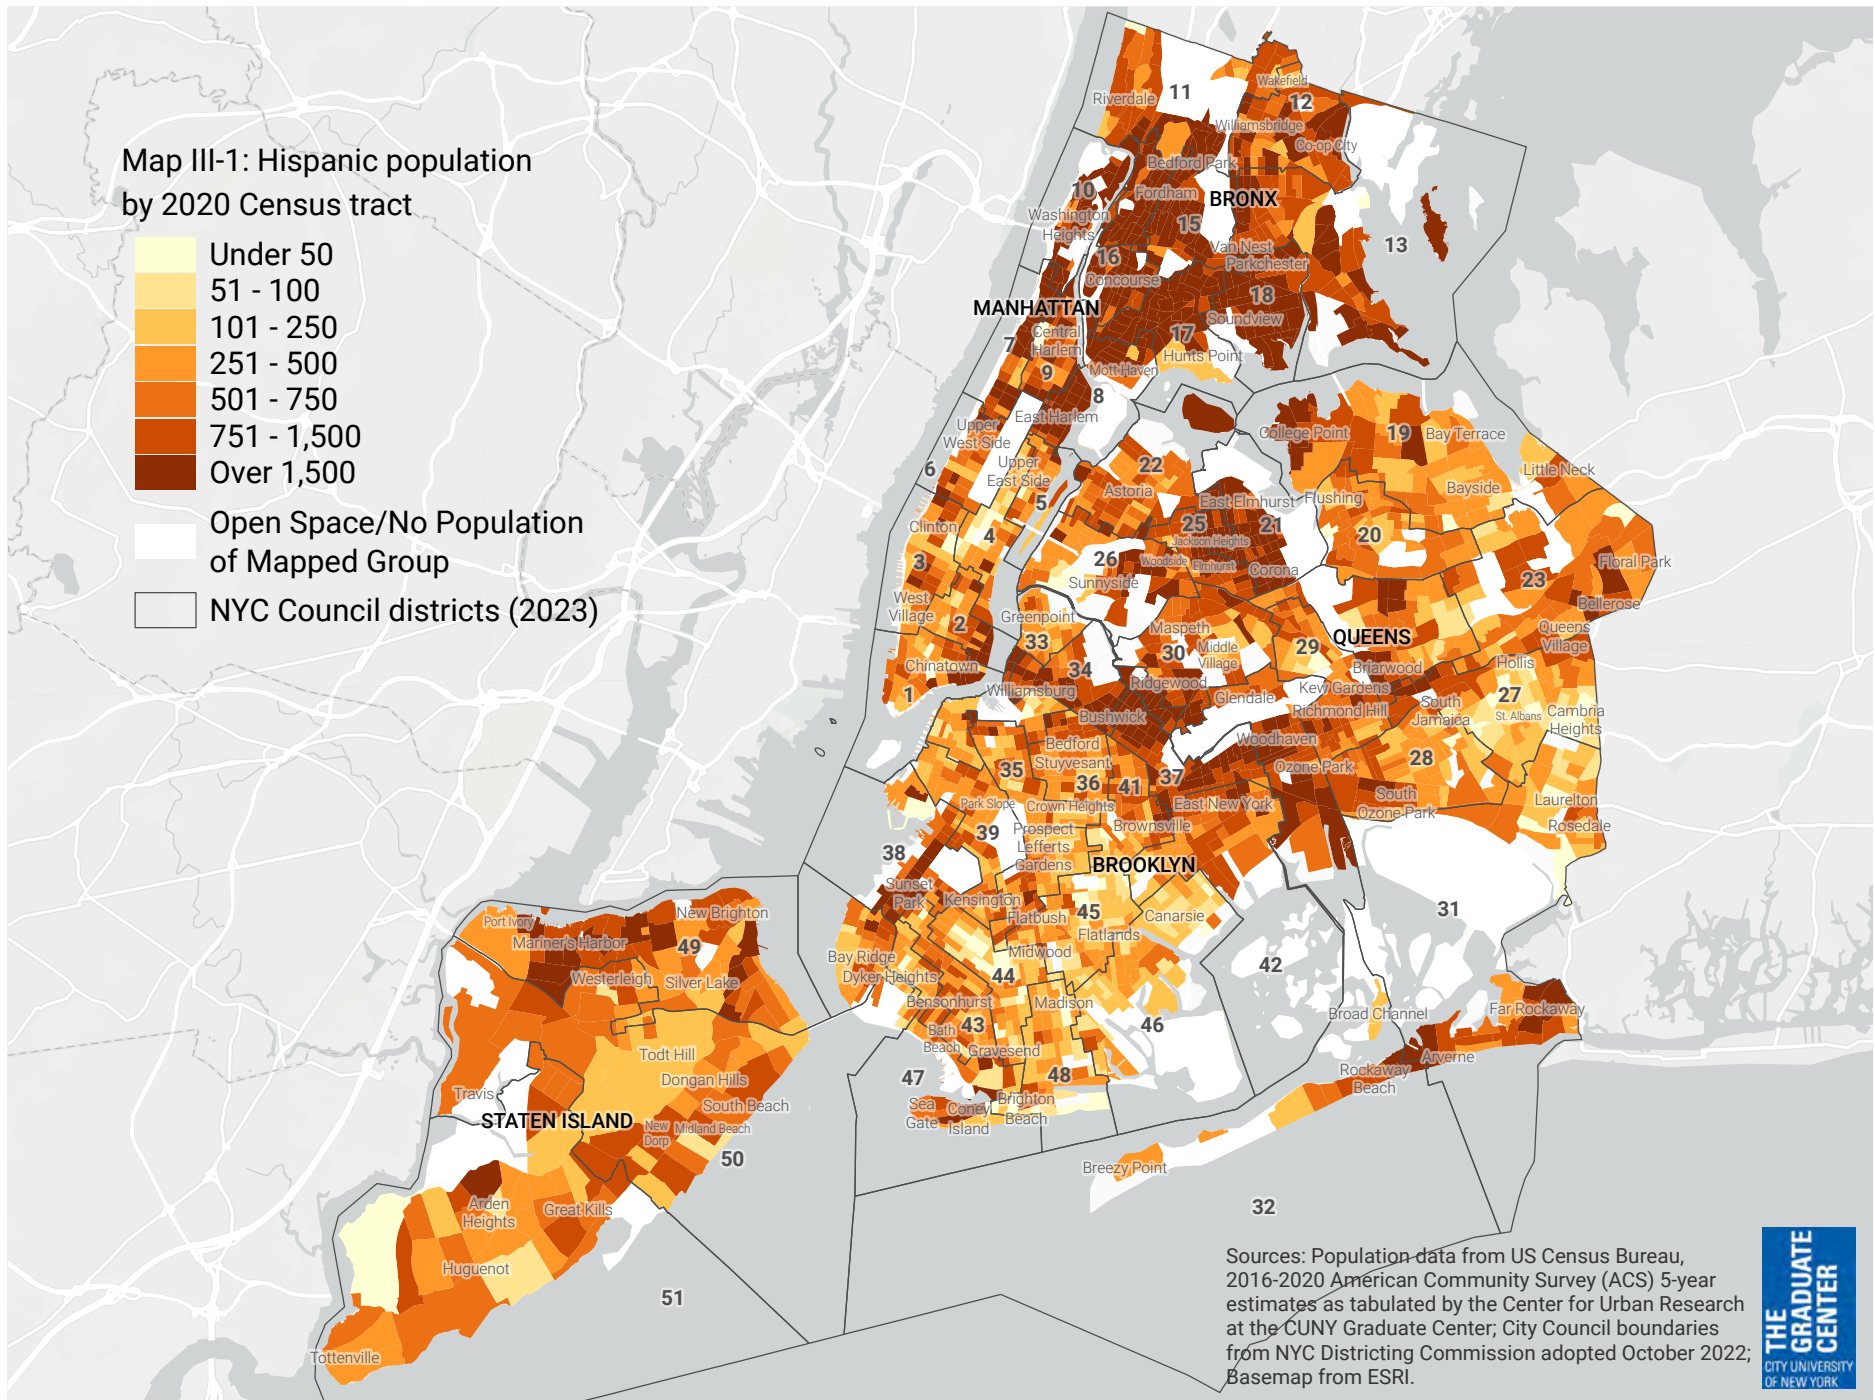 Map III-1: Hispanic population
by 2020 Census tract
Under 50
51 - 100
101 - 250
251 - 500
501 - 750
751 - 1,500
Over 1,500
Open Space/No Population
of Mapped Group
NYC Council districts (2023)
Wakefield
11
12
Riverdale
Williamsbridge
Co-op City
Bedford Park
10
Fordham
BRONX
Washington
Heights
15
13
Van Nest
16
Parkchester
Concourse
18
MANHATTAN
Soundview
17
Central
Harlem
7
Hunts Point
9
Mott Haven
8
East Harlem
Upper
West Side
College Point
19
Bay Terrace
6
Upper
East Side
22
Little Neck
Astoria
Bayside
5
East Elmhurst
Flushing
Clinton
25
21
4
Jackson Heights
20
3
26
Woodside
Elmhurst
Corona
Floral Park
Sunnyside
23
West
Village
Bellerose
Greenpoint
2
Maspeth
QUEENS
Queens
Village
33
30
Middle
Village
29
Chinatown
34
Briarwood
Hollis
1
Williamsburg
Ridgewood
Glendale
Kew Gardens
27
Richmond Hill
South
Jamaica
St. Albans
Cambria
Heights
Bushwick
Bedford
Stuyvesant
Woodhaven
28
35
Ozone Park
36
41
37
Park Slope
Crown Heights
East New York
South
Ozone Park
Laurelton
Rosedale
39
Prospect
Lefferts
Gardens
Brownsville
38
BROOKLYN
Sunset
Park
Kensington
Flatbush
45
Canarsie
31
Port Ivory
New Brighton
Mariner's Harbor
49
Flatlands
Bay Ridge
Midwood
42
Westerleigh
Silver Lake
Dyker Heights
44
Bensonhurst
Madison
Broad Channel
Far Rockaway
Bath
Beach
43
46
Gravesend
Todt Hill
Arverne
47
48
Rockaway
Beach
Dongan Hills
Travis
Sea
Gate
Coney
Island
Brighton
Beach
South Beach
STATEN ISLAND
New
Dorp
Midland Beach
50
Breezy Point
Arden
Heights
Great Kills
32
Huguenot
51
Tottenville
Sources: Population data from US Census Bureau,
2016-2020 American Community Survey (ACS) 5-year
estimates as tabulated by the Center for Urban Research
at the CUNY Graduate Center; City Council boundaries
from NYC Districting Commission adopted October 2022;
Basemap from ESRI.
THE
GRADUATE
CENTER
CITY UNIVERSITY
OF NEW YORK